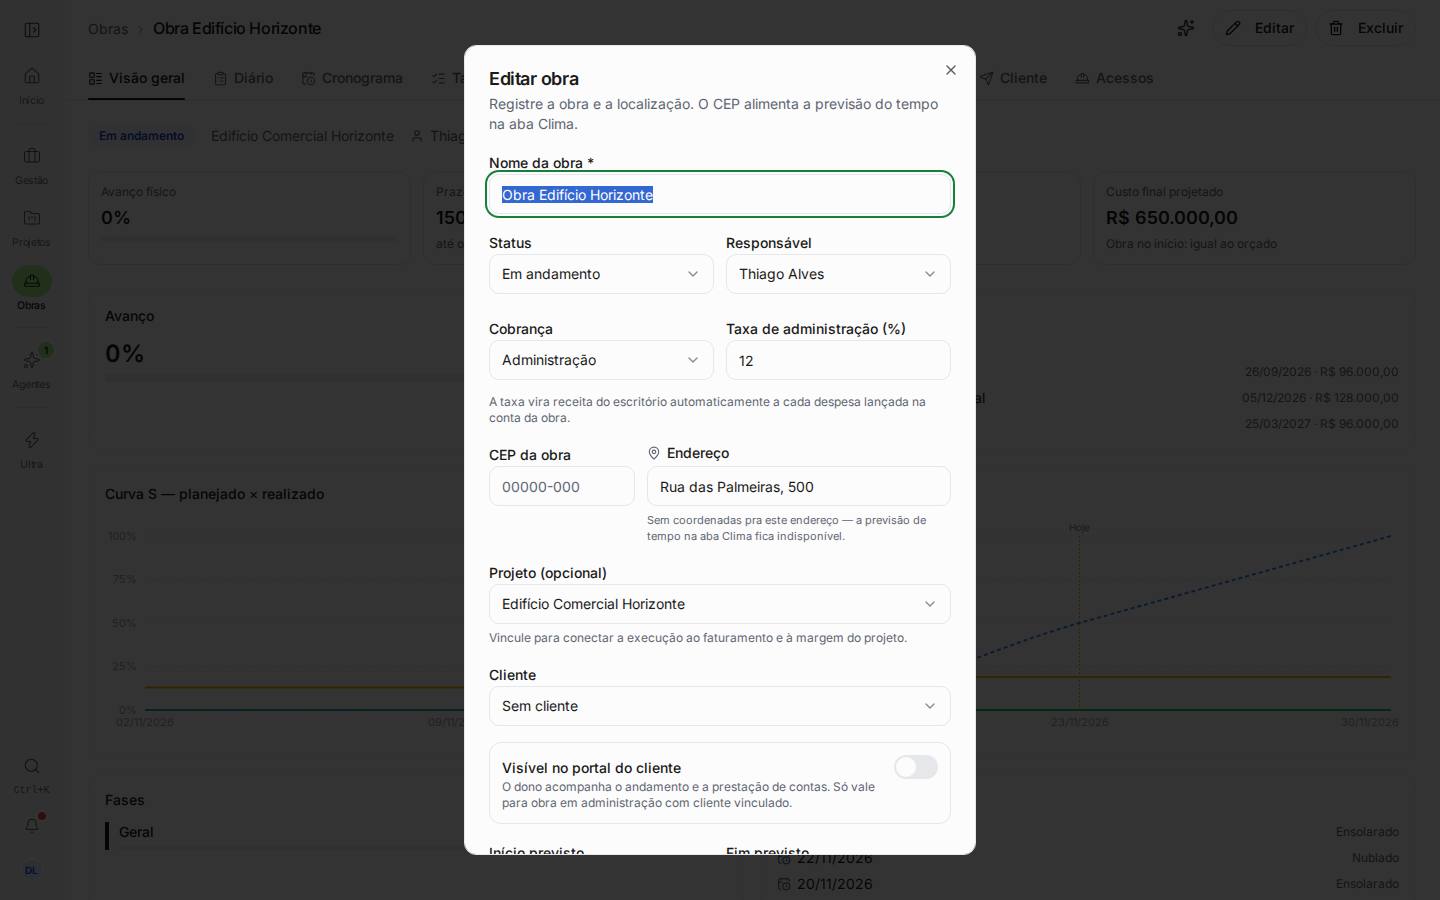 Obras
Obra Edifício Horizonte
Editar
Excluir
Visão geral
Diário
Cronograma
Ta
Cliente
Acessos
Início
Gestão
Projetos
Obras
Agentes
1
Ultra
Ctrl+K
DL
Em andamento
Edifício Comercial Horizonte
Thiag
Avanço físico
0%
Praz
150
até o
Custo final projetado
R$ 650.000,00
Obra no início: igual ao orçado
Avanço
0%
26/09/2026 · R$ 96.000,00
al
05/12/2026 · R$ 128.000,00
25/03/2027 · R$ 96.000,00
Curva S — planejado × realizado
100%
75%
50%
25%
0%
02/11/2026
09/11/2
Hoje
23/11/2026
30/11/2026
Fases
Geral
Ensolarado
22/11/2026
Nublado
20/11/2026
Ensolarado
Editar obra
Registre a obra e a localização. O CEP alimenta a previsão do tempo
na aba Clima.
Nome da obra *
Obra Edifício Horizonte
Status
Responsável
Em andamento
Thiago Alves
Cobrança
Taxa de administração (%)
Administração
12
A taxa vira receita do escritório automaticamente a cada despesa lançada na
conta da obra.
CEP da obra
Endereço
00000-000
Rua das Palmeiras, 500
Sem coordenadas pra este endereço — a previsão de
tempo na aba Clima fica indisponível.
Projeto (opcional)
Edifício Comercial Horizonte
Vincule para conectar a execução ao faturamento e à margem do projeto.
Cliente
Sem cliente
Visível no portal do cliente
O dono acompanha o andamento e a prestação de contas. Só vale
para obra em administração com cliente vinculado.
Início previsto
Fim previsto